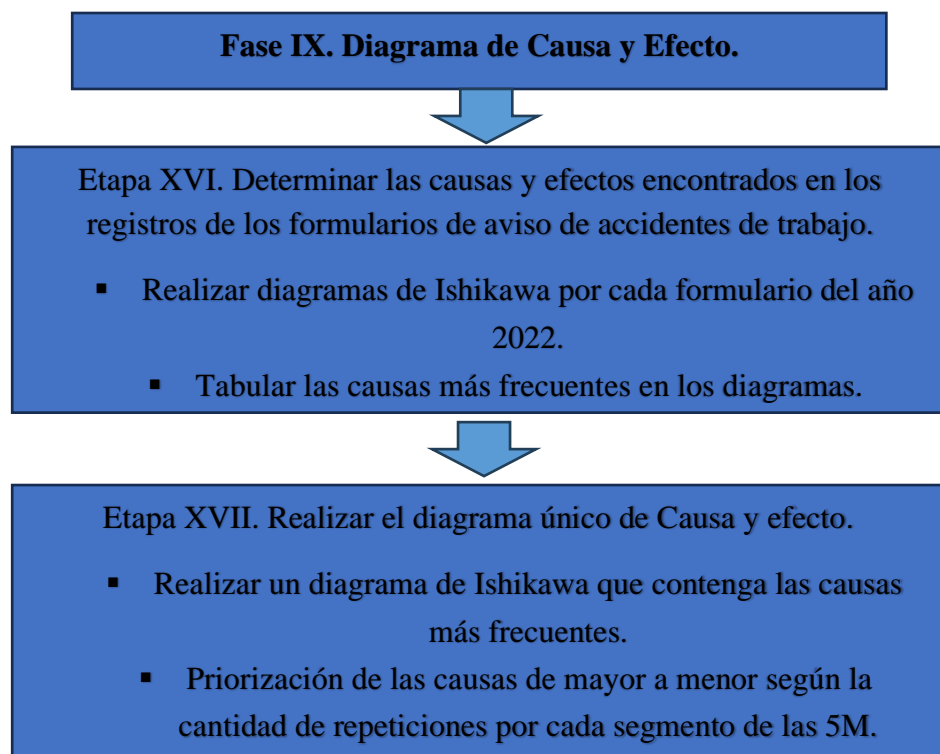 Fase IX. Diagrama de Causa y Efecto.
Etapa XVI. Determinar las causas y efectos encontrados en los
registros de los formularios de aviso de accidentes de trabajo.
▪ Realizar diagramas de Ishikawa por cada formulario del año
2022.
▪ Tabular las causas más frecuentes en los diagramas.
Etapa XVII. Realizar el diagrama único de Causa y efecto.
▪ Realizar un diagrama de Ishikawa que contenga las causas
más frecuentes.
▪ Priorización de las causas de mayor a menor según la
cantidad de repeticiones por cada segmento de las 5M.